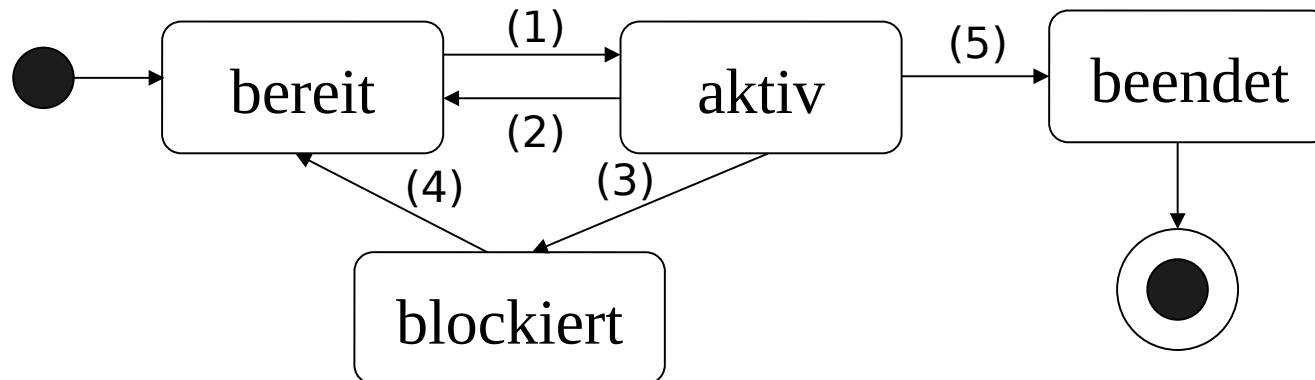 (1)
(5)
bereit
aktiv
beendet
(2)
(4)
(3)
blockiert